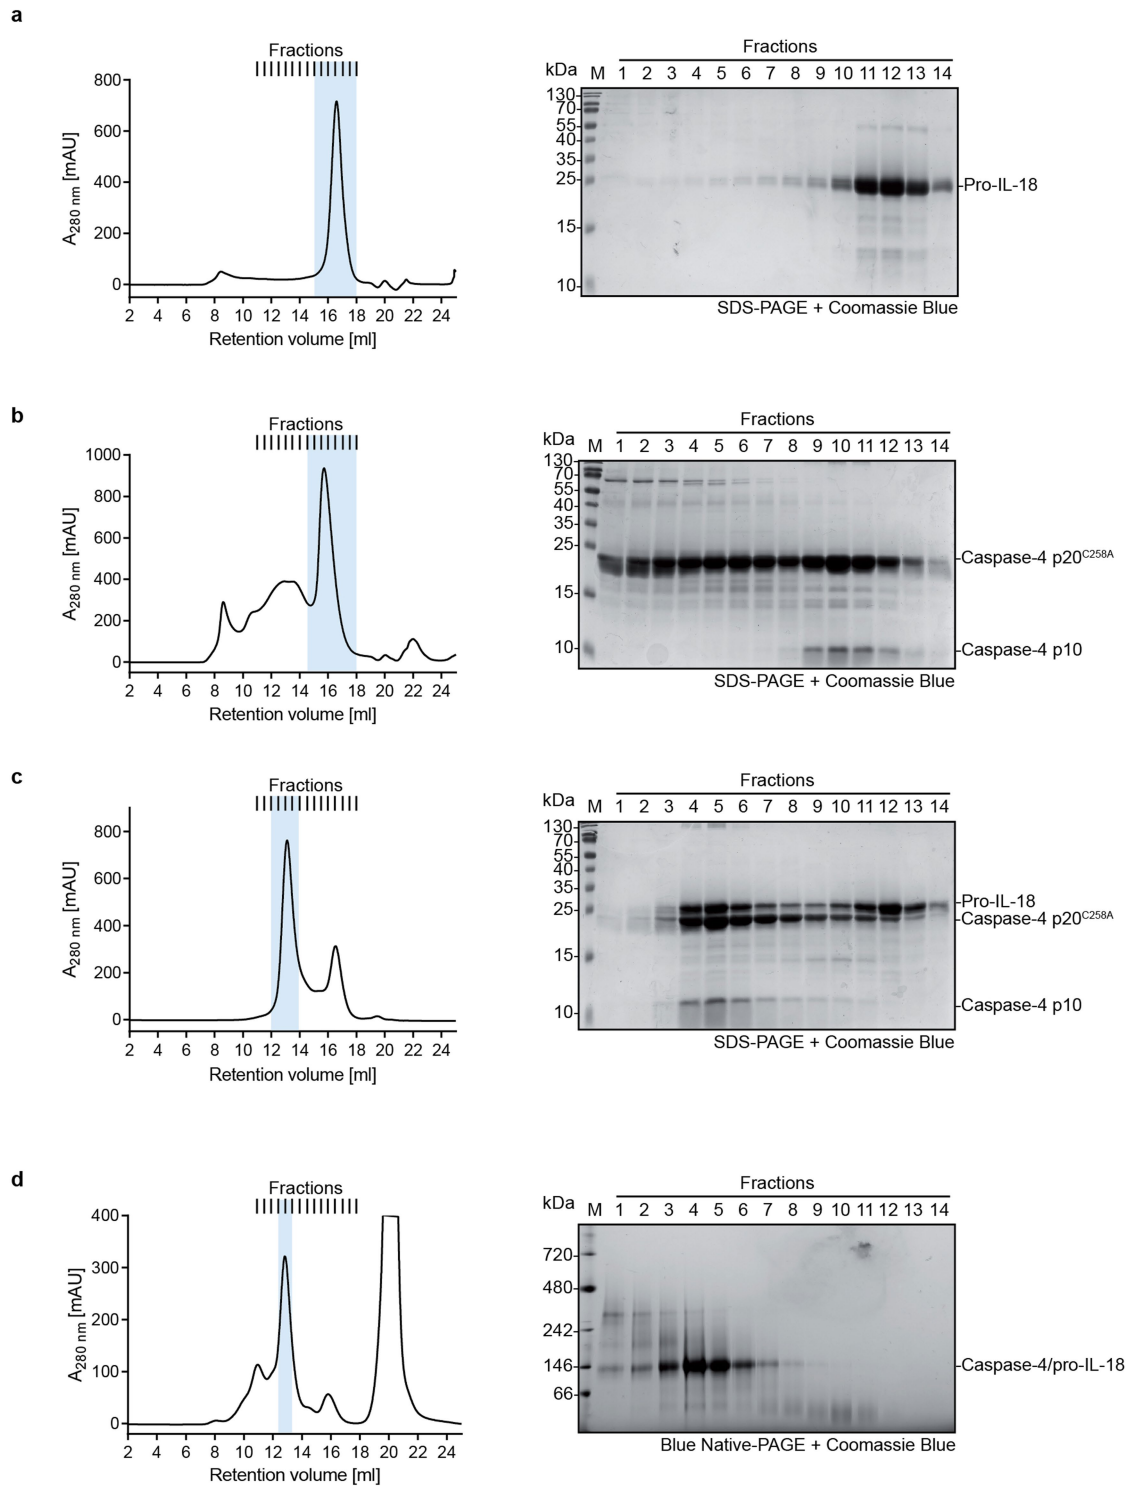 a
Fractions
800
600
400
200
0
A280 nm [mAU]
2 4 6 8 10 12 14 16 18 20 22 24
Retention volume [ml]
Fractions
kDa M 1 2 3 4 5 6 7 8 9 10 11 12 13 14
130
70
55
40
35
25
15
10
Pro-IL-18
SDS-PAGE + Coomassie Blue
b
Fractions
1000
800
600
400
200
0
A280 nm [mAU]
2 4 6 8 10 12 14 16 18 20 22 24
Retention volume [ml]
Fractions
kDa M 1 2 3 4 5 6 7 8 9 10 11 12 13 14
130
70
55
40
35
25
15
10
Caspase-4 p20C258A
Caspase-4 p10
SDS-PAGE + Coomassie Blue
c
Fractions
800
600
400
200
0
A280 nm [mAU]
2 4 6 8 10 12 14 16 18 20 22 24
Retention volume [ml]
Fractions
kDa M 1 2 3 4 5 6 7 8 9 10 11 12 13 14
130
70
55
40
35
25
15
10
Pro-IL-18
Caspase-4 p20C258A
Caspase-4 p10
SDS-PAGE + Coomassie Blue
d
Fractions
400
300
200
100
0
A280 nm [mAU]
2 4 6 8 10 12 14 16 18 20 22 24
Retention volume [ml]
Fractions
kDa M 1 2 3 4 5 6 7 8 9 10 11 12 13 14
720
480
242
146
66
Caspase-4/pro-IL-18
Blue Native-PAGE + Coomassie Blue